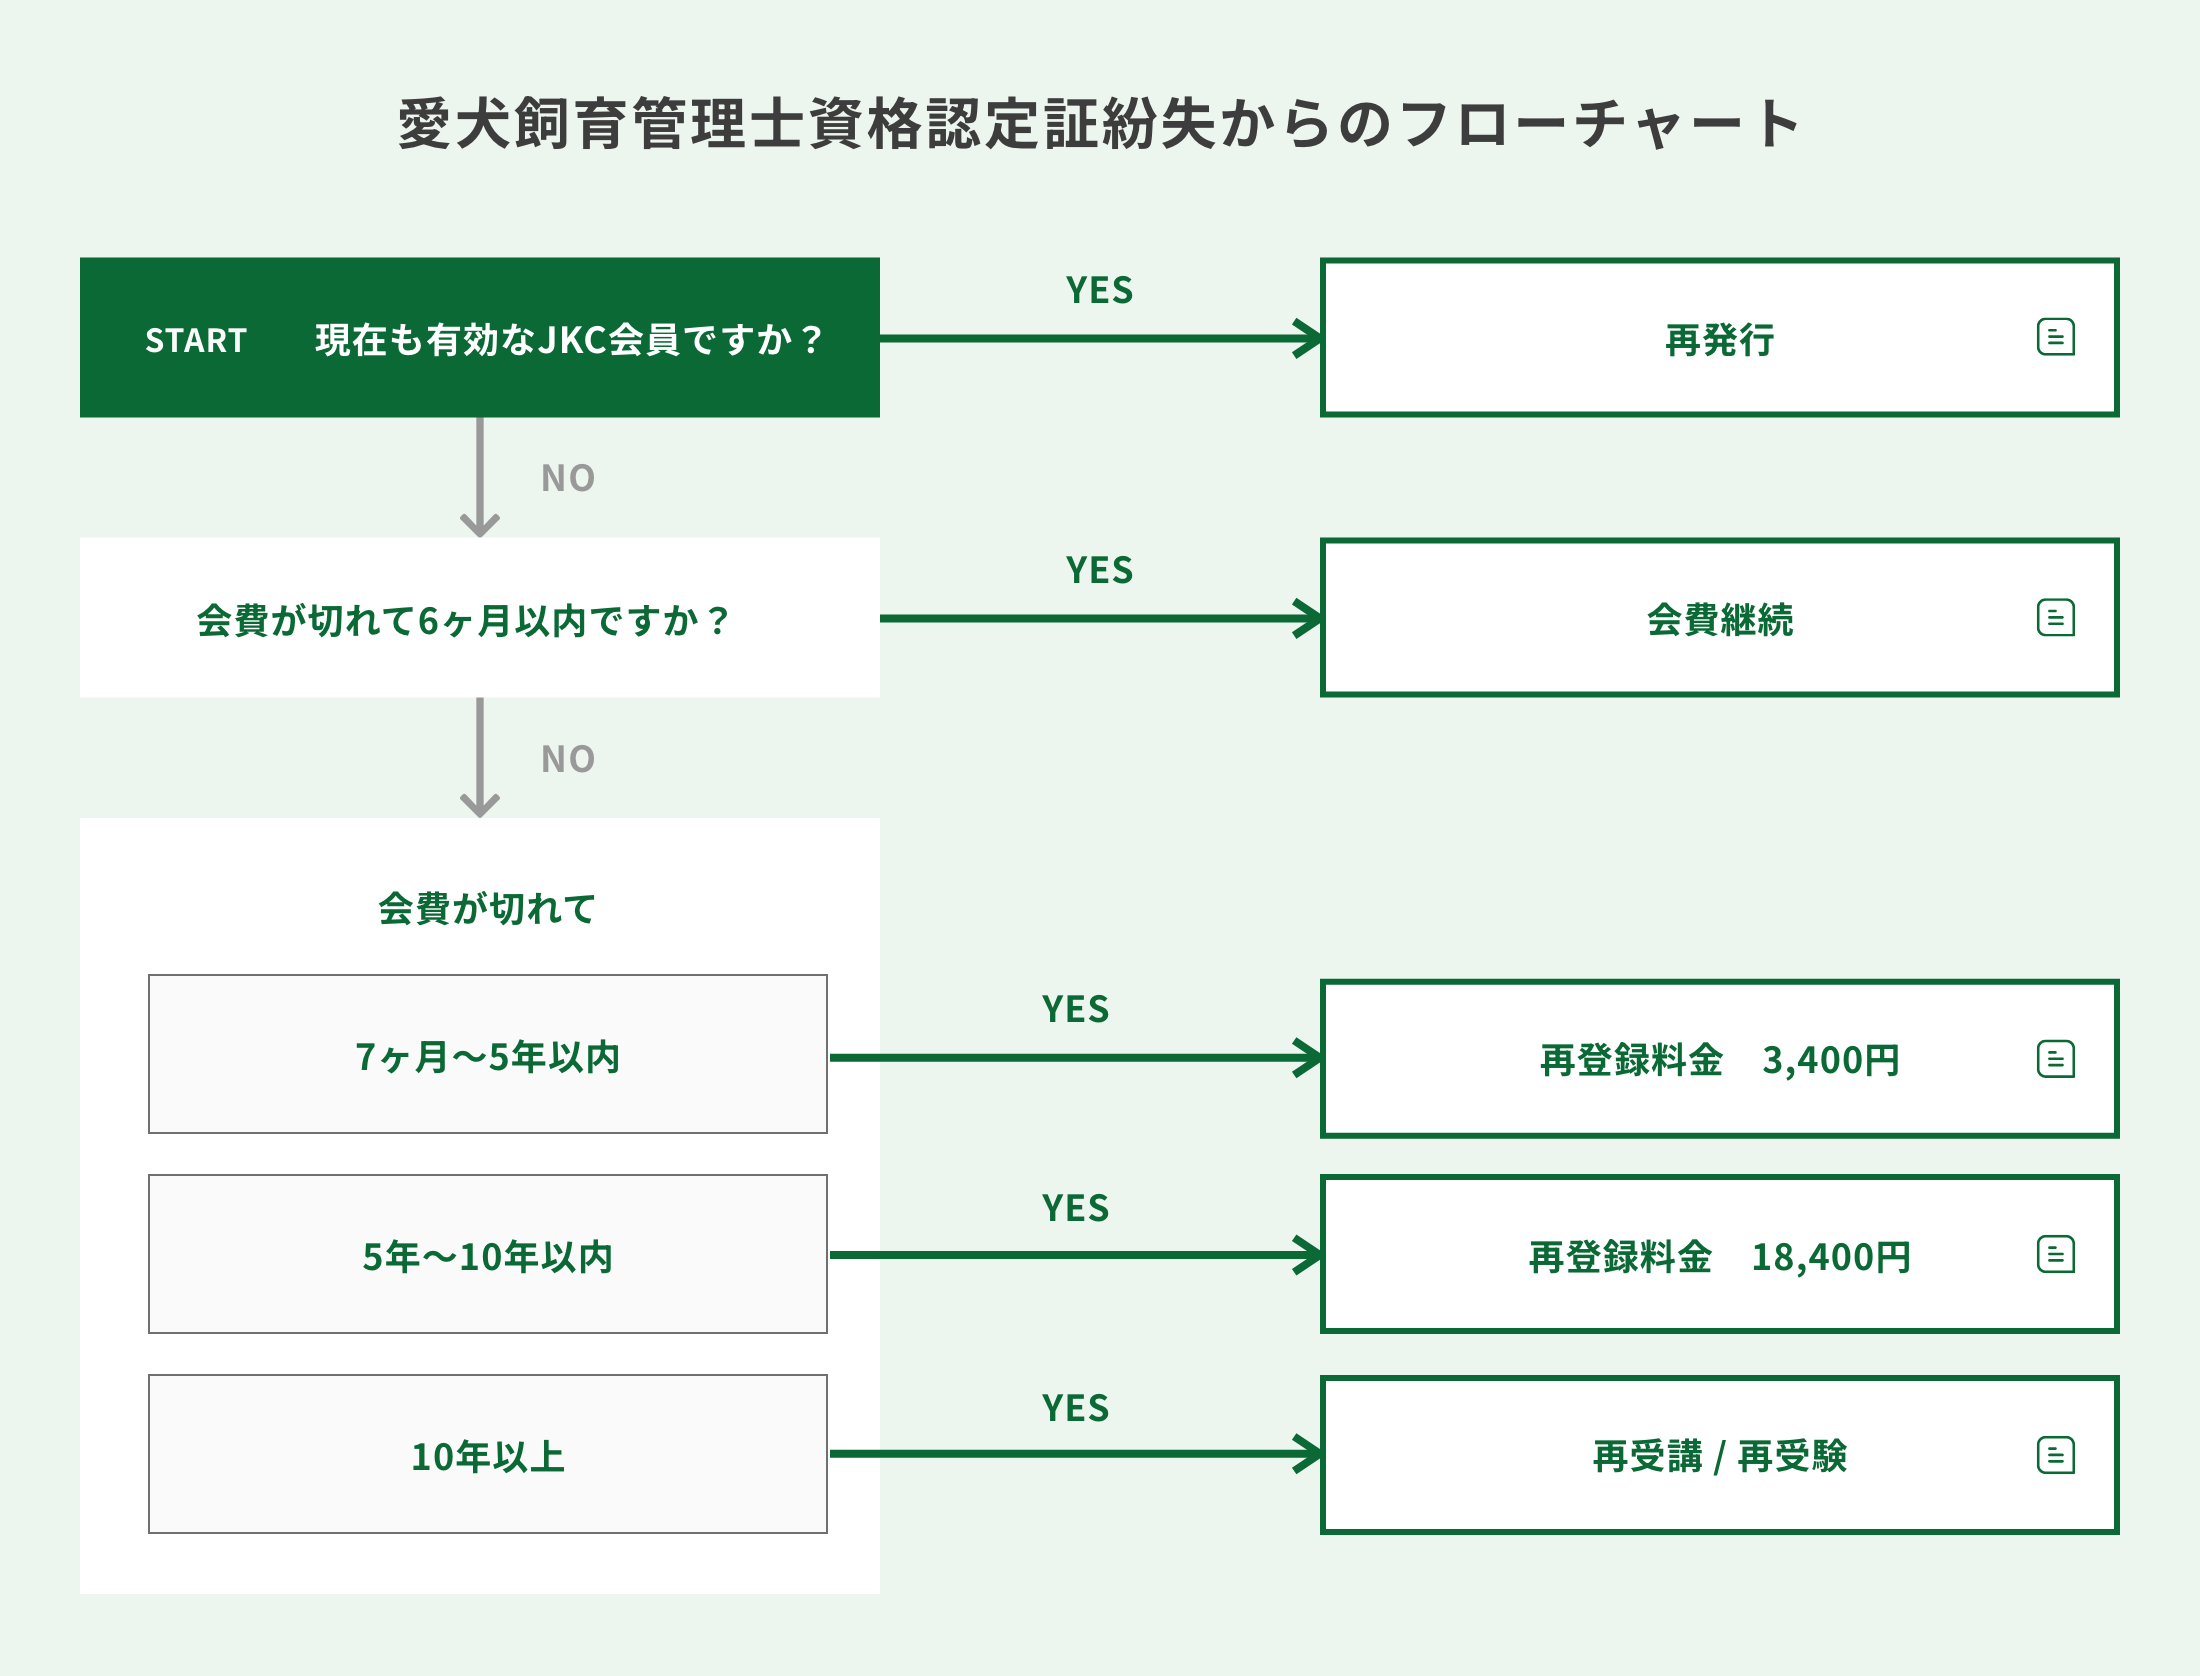 愛犬飼育管理士資格認定証紛失からのフローチャート
START　現在も有効なJKC会員ですか？
YES
再発行
NO
会費が切れて6ヶ月以内ですか？
YES
会費継続
NO
会費が切れて
7ヶ月～5年以内
YES
再登録料金　3,400円
5年～10年以内
YES
再登録料金　18,400円
10年以上
YES
再受講 / 再受験